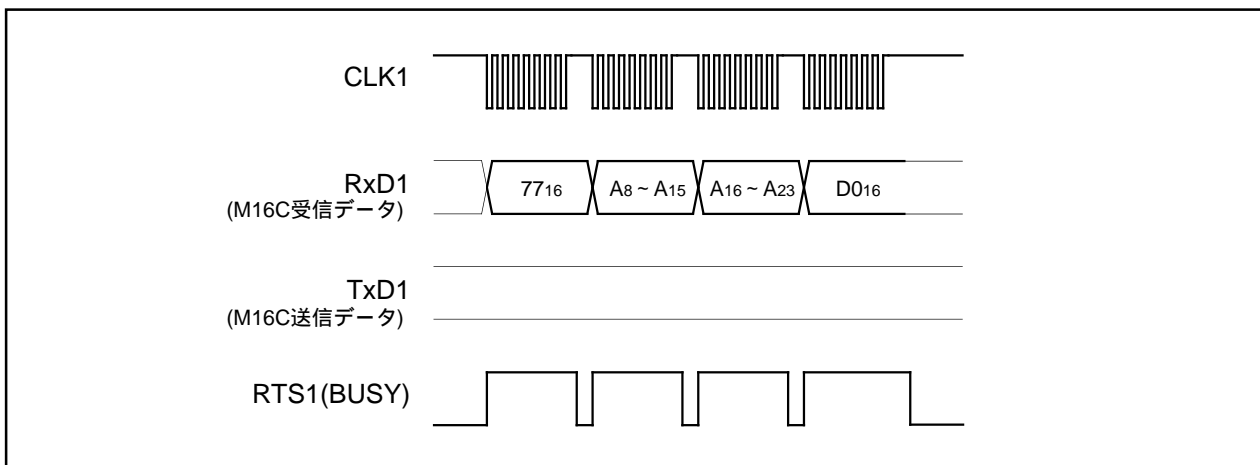 CLK1
RxD1
(M16C受信データ)
7716
A8 ~ A15
A16 ~ A23
D016
TxD1
(M16C送信データ)
RTS1(BUSY)